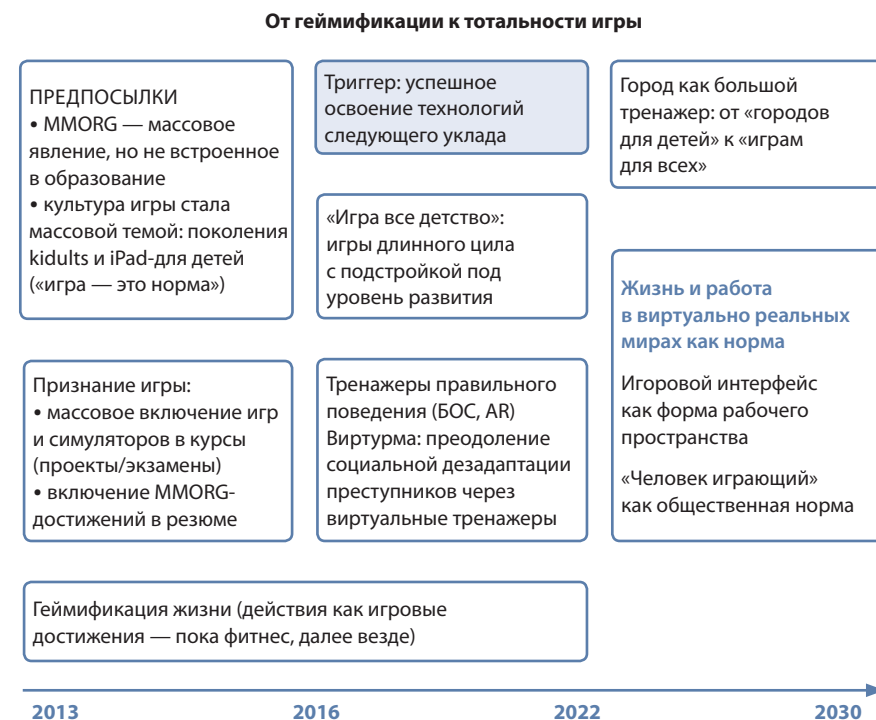 От геймификации к тотальности игры
ПРЕДПОСЫЛКИ
• MMORG — массовое
явление, но не встроенное
в образование
• культура игры стала
массовой темой: поколения
kidults и iPad-для детей
(«игра — это норма»)
Признание игры:
• массовое включение игр
и симуляторов в курсы
(проекты/экзамены)
• включение MMORG-
достижений в резюме
Триггер: успешное
освоение технологий
следующего уклада
«Игра все детство»:
игры длинного цила
с подстройкой под
уровень развития
Тренажеры правильного
поведения (БОС, AR)
Виртурма: преодоление
социальной дезадаптации
преступников через
виртуальные тренажеры
Город как большой
тренажер: от «городов
для детей» к «играм
для всех»
Жизнь и работа
в виртуально реальных
мирах как норма
Игоровой интерфейс
как форма рабочего
пространства
«Человек играющий»
как общественная норма
Геймификация жизни (действия как игровые
достижения — пока фитнес, далее везде)
2013 2016 2022 2030